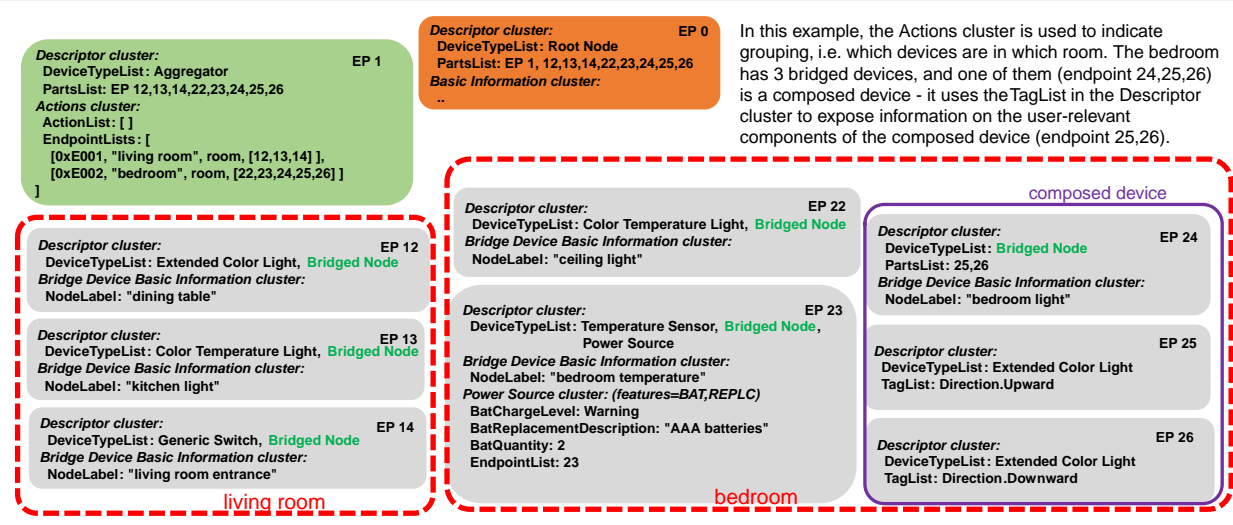 Descriptor cluster: EP 1
DeviceTypeList: Aggregator
PartsList: EP 12,13,14,22,23,24,25,26
Actions cluster:
ActionList: [ ]
EndpointLists: [
[0xE001, "living room", room, [12,13,14] ],
[0xE002, "bedroom", room, [22,23,24,25,26] ]
]
Descriptor cluster: EP 0
DeviceTypeList: Root Node
PartsList: EP 1, 12,13,14,22,23,24,25,26
Basic Information cluster:
..
In this example, the Actions cluster is used to indicate
grouping, i.e. which devices are in which room. The bedroom
has 3 bridged devices, and one of them (endpoint 24,25,26)
is a composed device - it uses theTagList in the Descriptor
cluster to expose information on the user-relevant
components of the composed device (endpoint 25,26).
Descriptor cluster: EP 12
DeviceTypeList: Extended Color Light, Bridged Node
Bridge Device Basic Information cluster:
NodeLabel: "dining table"
Descriptor cluster: EP 13
DeviceTypeList: Color Temperature Light, Bridged Node
Bridge Device Basic Information cluster:
NodeLabel: "kitchen light"
Descriptor cluster: EP 14
DeviceTypeList: Generic Switch, Bridged Node
Bridge Device Basic Information cluster:
NodeLabel: "living room entrance"
living room
Descriptor cluster: EP 22
DeviceTypeList: Color Temperature Light, Bridged Node
Bridge Device Basic Information cluster:
NodeLabel: "ceiling light"
Descriptor cluster: EP 23
DeviceTypeList: Temperature Sensor, Bridged Node,
Power Source
Bridge Device Basic Information cluster:
NodeLabel: "bedroom temperature"
Power Source cluster: (features=BAT,REPLC)
BatChargeLevel: Warning
BatReplacementDescription: "AAA batteries"
BatQuantity: 2
EndpointList: 23
bedroom
composed device
Descriptor cluster: EP 24
DeviceTypeList: Bridged Node
PartsList: 25,26
Bridge Device Basic Information cluster:
NodeLabel: "bedroom light"
Descriptor cluster: EP 25
DeviceTypeList: Extended Color Light
TagList: Direction.Upward
Descriptor cluster: EP 26
DeviceTypeList: Extended Color Light
TagList: Direction.Downward